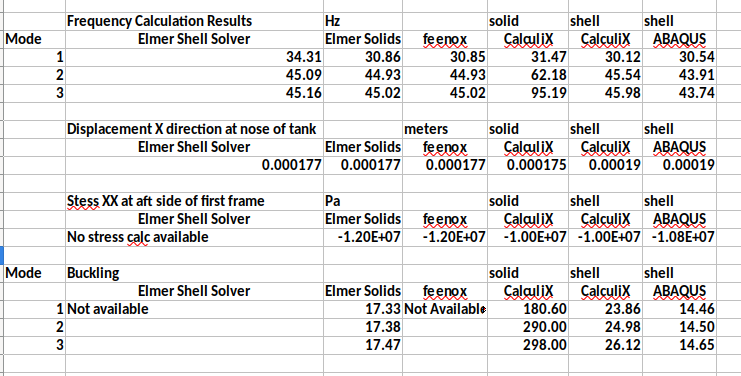 Frequency Calculation Results Hz solid shell shell
Mode Elmer Shell Solver Elmer Solids feenox CalculiX CalculiX ABAQUS
1 34.31 30.86 30.85 31.47 30.12 30.54
2 45.09 44.93 44.93 62.18 45.54 43.91
3 45.16 45.02 45.02 95.19 45.98 43.74
Displacement X direction at nose of tank meters solid shell shell
Elmer Shell Solver Elmer Solids feenox CalculiX CalculiX ABAQUS
0.000177 0.000177 0.000177 0.000175 0.00019 0.00019
Stess XX at aft side of first frame Pa solid shell shell
Elmer Shell Solver Elmer Solids feenox CalculiX CalculiX ABAQUS
No stress calc available -1.20E+07 -1.20E+07 -1.00E+07 -1.00E+07 -1.08E+07
Mode Buckling solid shell shell
Elmer Shell Solver Elmer Solids feenox CalculiX CalculiX ABAQUS
1 Not available 17.33 Not Available 180.60 23.86 14.46
2 17.38 290.00 24.98 14.50
3 17.47 298.00 26.12 14.65